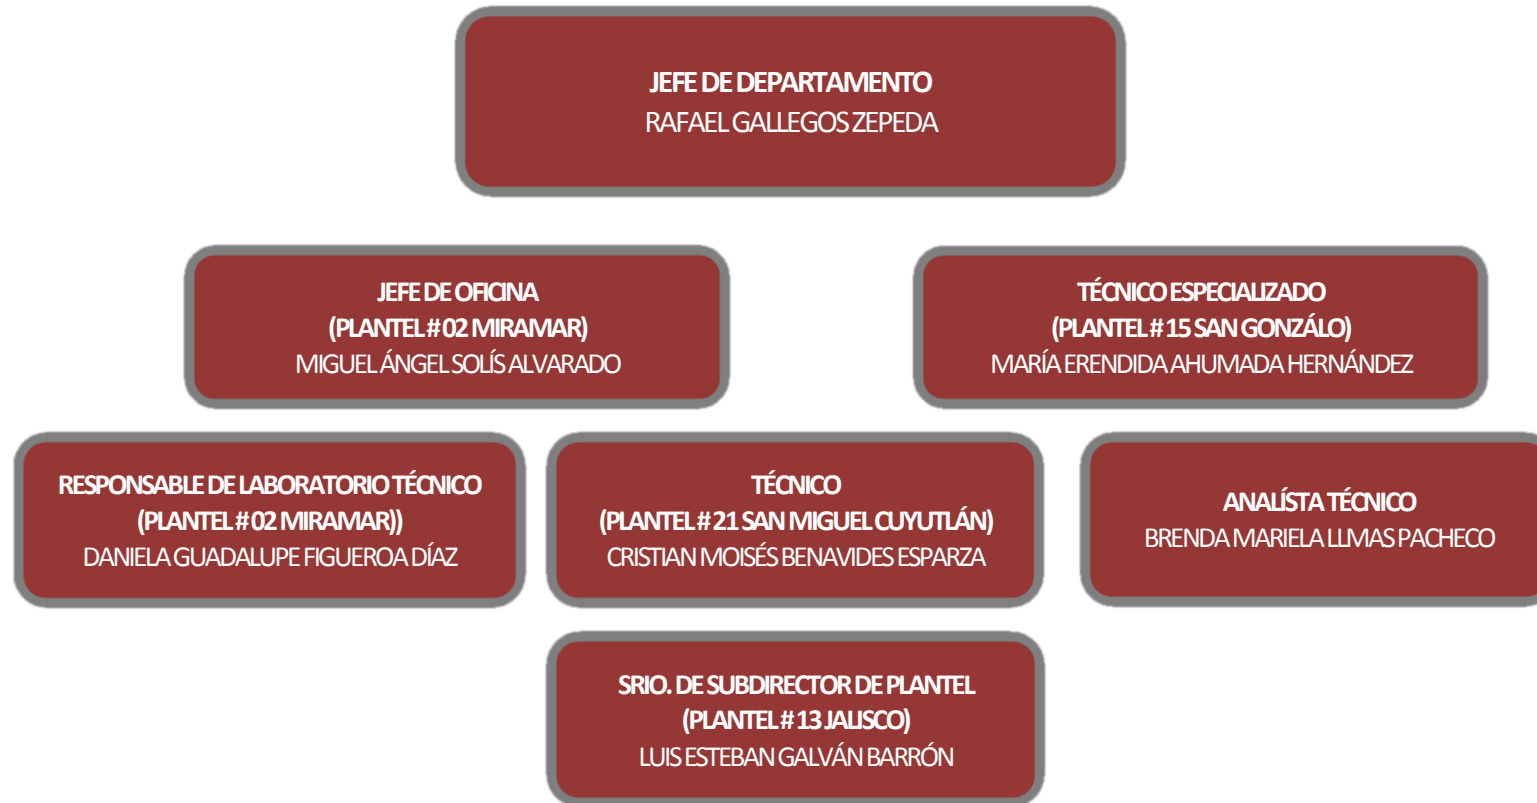 JEFE DE DEPARTAMENTO
RAFAEL GALLEGOS ZEPEDA
JEFE DE OFICINA
(PLANTEL # 02 MIRAMAR)
MIGUEL ÁNGEL SOLÍS ALVARADO
TÉCNICO ESPECIALIZADO
(PLANTEL # 15 SAN GONZÁLO)
MARÍA ERENDIDA AHUMADA HERNÁNDEZ
RESPONSABLE DE LABORATORIO TÉCNICO
(PLANTEL # 02 MIRAMAR))
DANIELA GUADALUPE FIGUEROA DÍAZ
TÉCNICO
(PLANTEL # 21 SAN MIGUEL CUYUTLÁN)
CRISTIAN MOISÉS BENAVIDES ESPARZA
ANALÍSTA TÉCNICO
BRENDA MARIELA LLMAS PACHECO
SRIO. DE SUBDIRECTOR DE PLANTEL
(PLANTEL # 13 JALISCO)
LUIS ESTEBAN GALVÁN BARRÓN